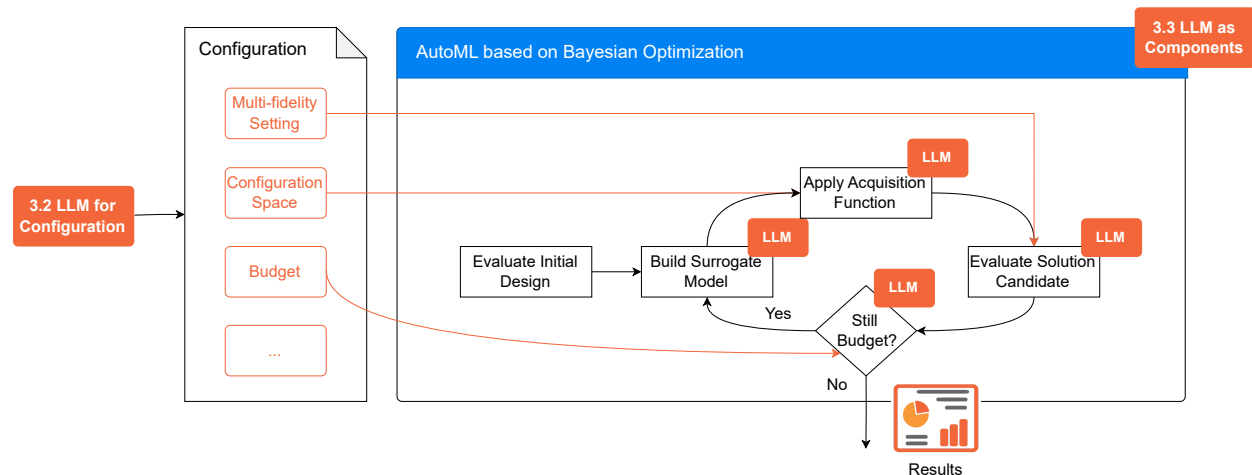 3.2 LLM for
Configuration
Configuration
Multi-fidelity
Setting
Configuration
Space
Budget
...
AutoML based on Bayesian Optimization
3.3 LLM as
Components
Evaluate Initial
Design
Build Surrogate
Model
LLM
Apply Acquisition
Function
LLM
Evaluate Solution
Candidate
LLM
Still
Budget?
LLM
Yes
No
Results